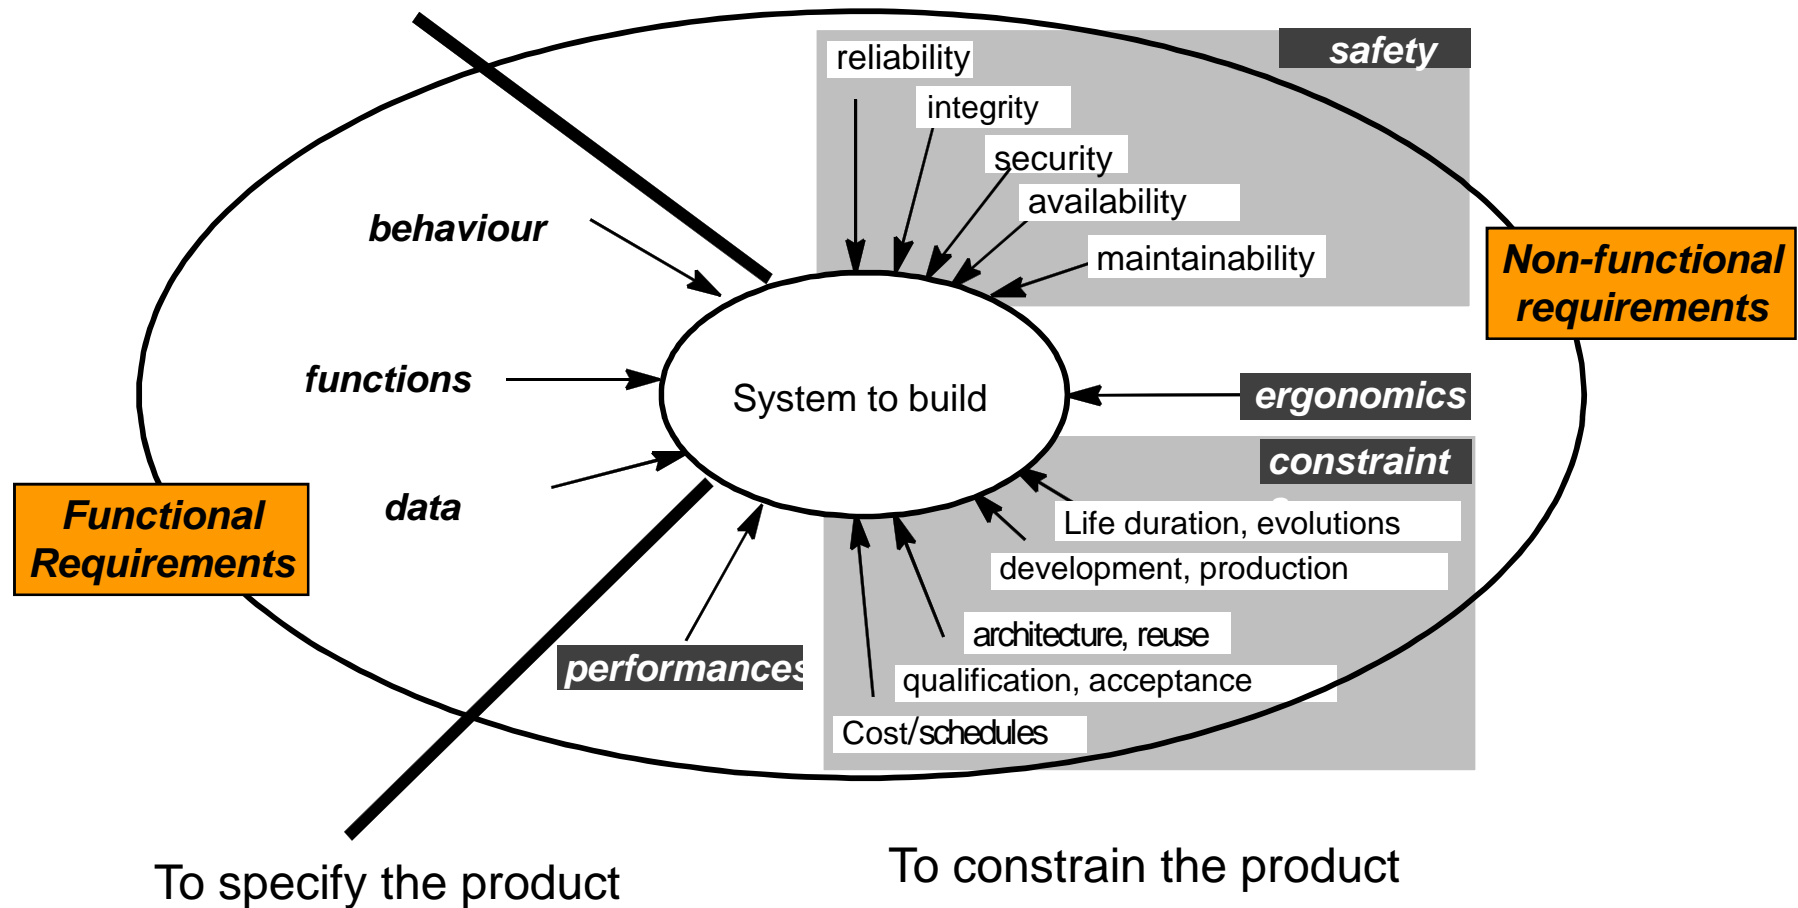 safety
reliability
integrity
security
availability
maintainability
behaviour
Non-functional
requirements
functions
System to build
ergonomics
constraint
data
Functional
Requirements
Life duration, evolutions
development, production
architecture, reuse
performances
qualification, acceptance
Cost/schedules
To specify the product
To constrain the product